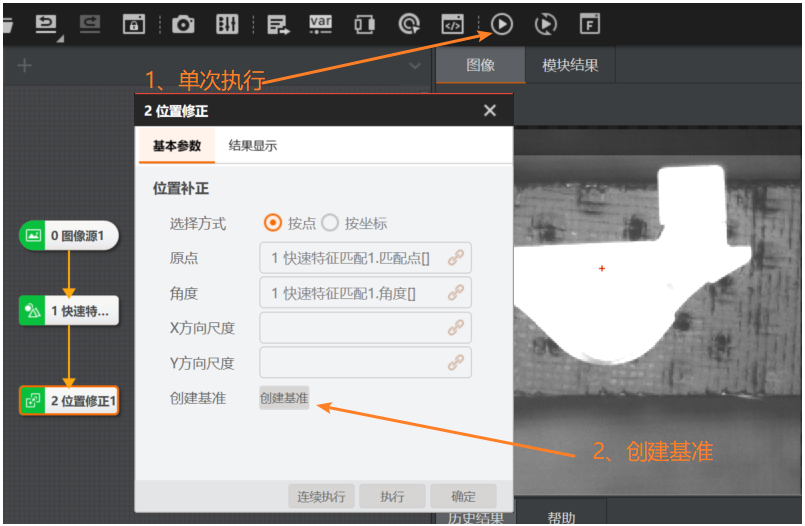 var
F
1、单次执行
图像
模块结果
2 位置修正
基本参数
结果显示
位置补正
选择方式
按点
按坐标
原点
1 快速特征匹配1.匹配点[]
角度
1 快速特征匹配1.角度[]
X方向尺度
Y方向尺度
创建基准
创建基准
2、创建基准
连续执行
执行
确定
0 图像源1
1 快速特...
2 位置修正1
历史结果
帮助